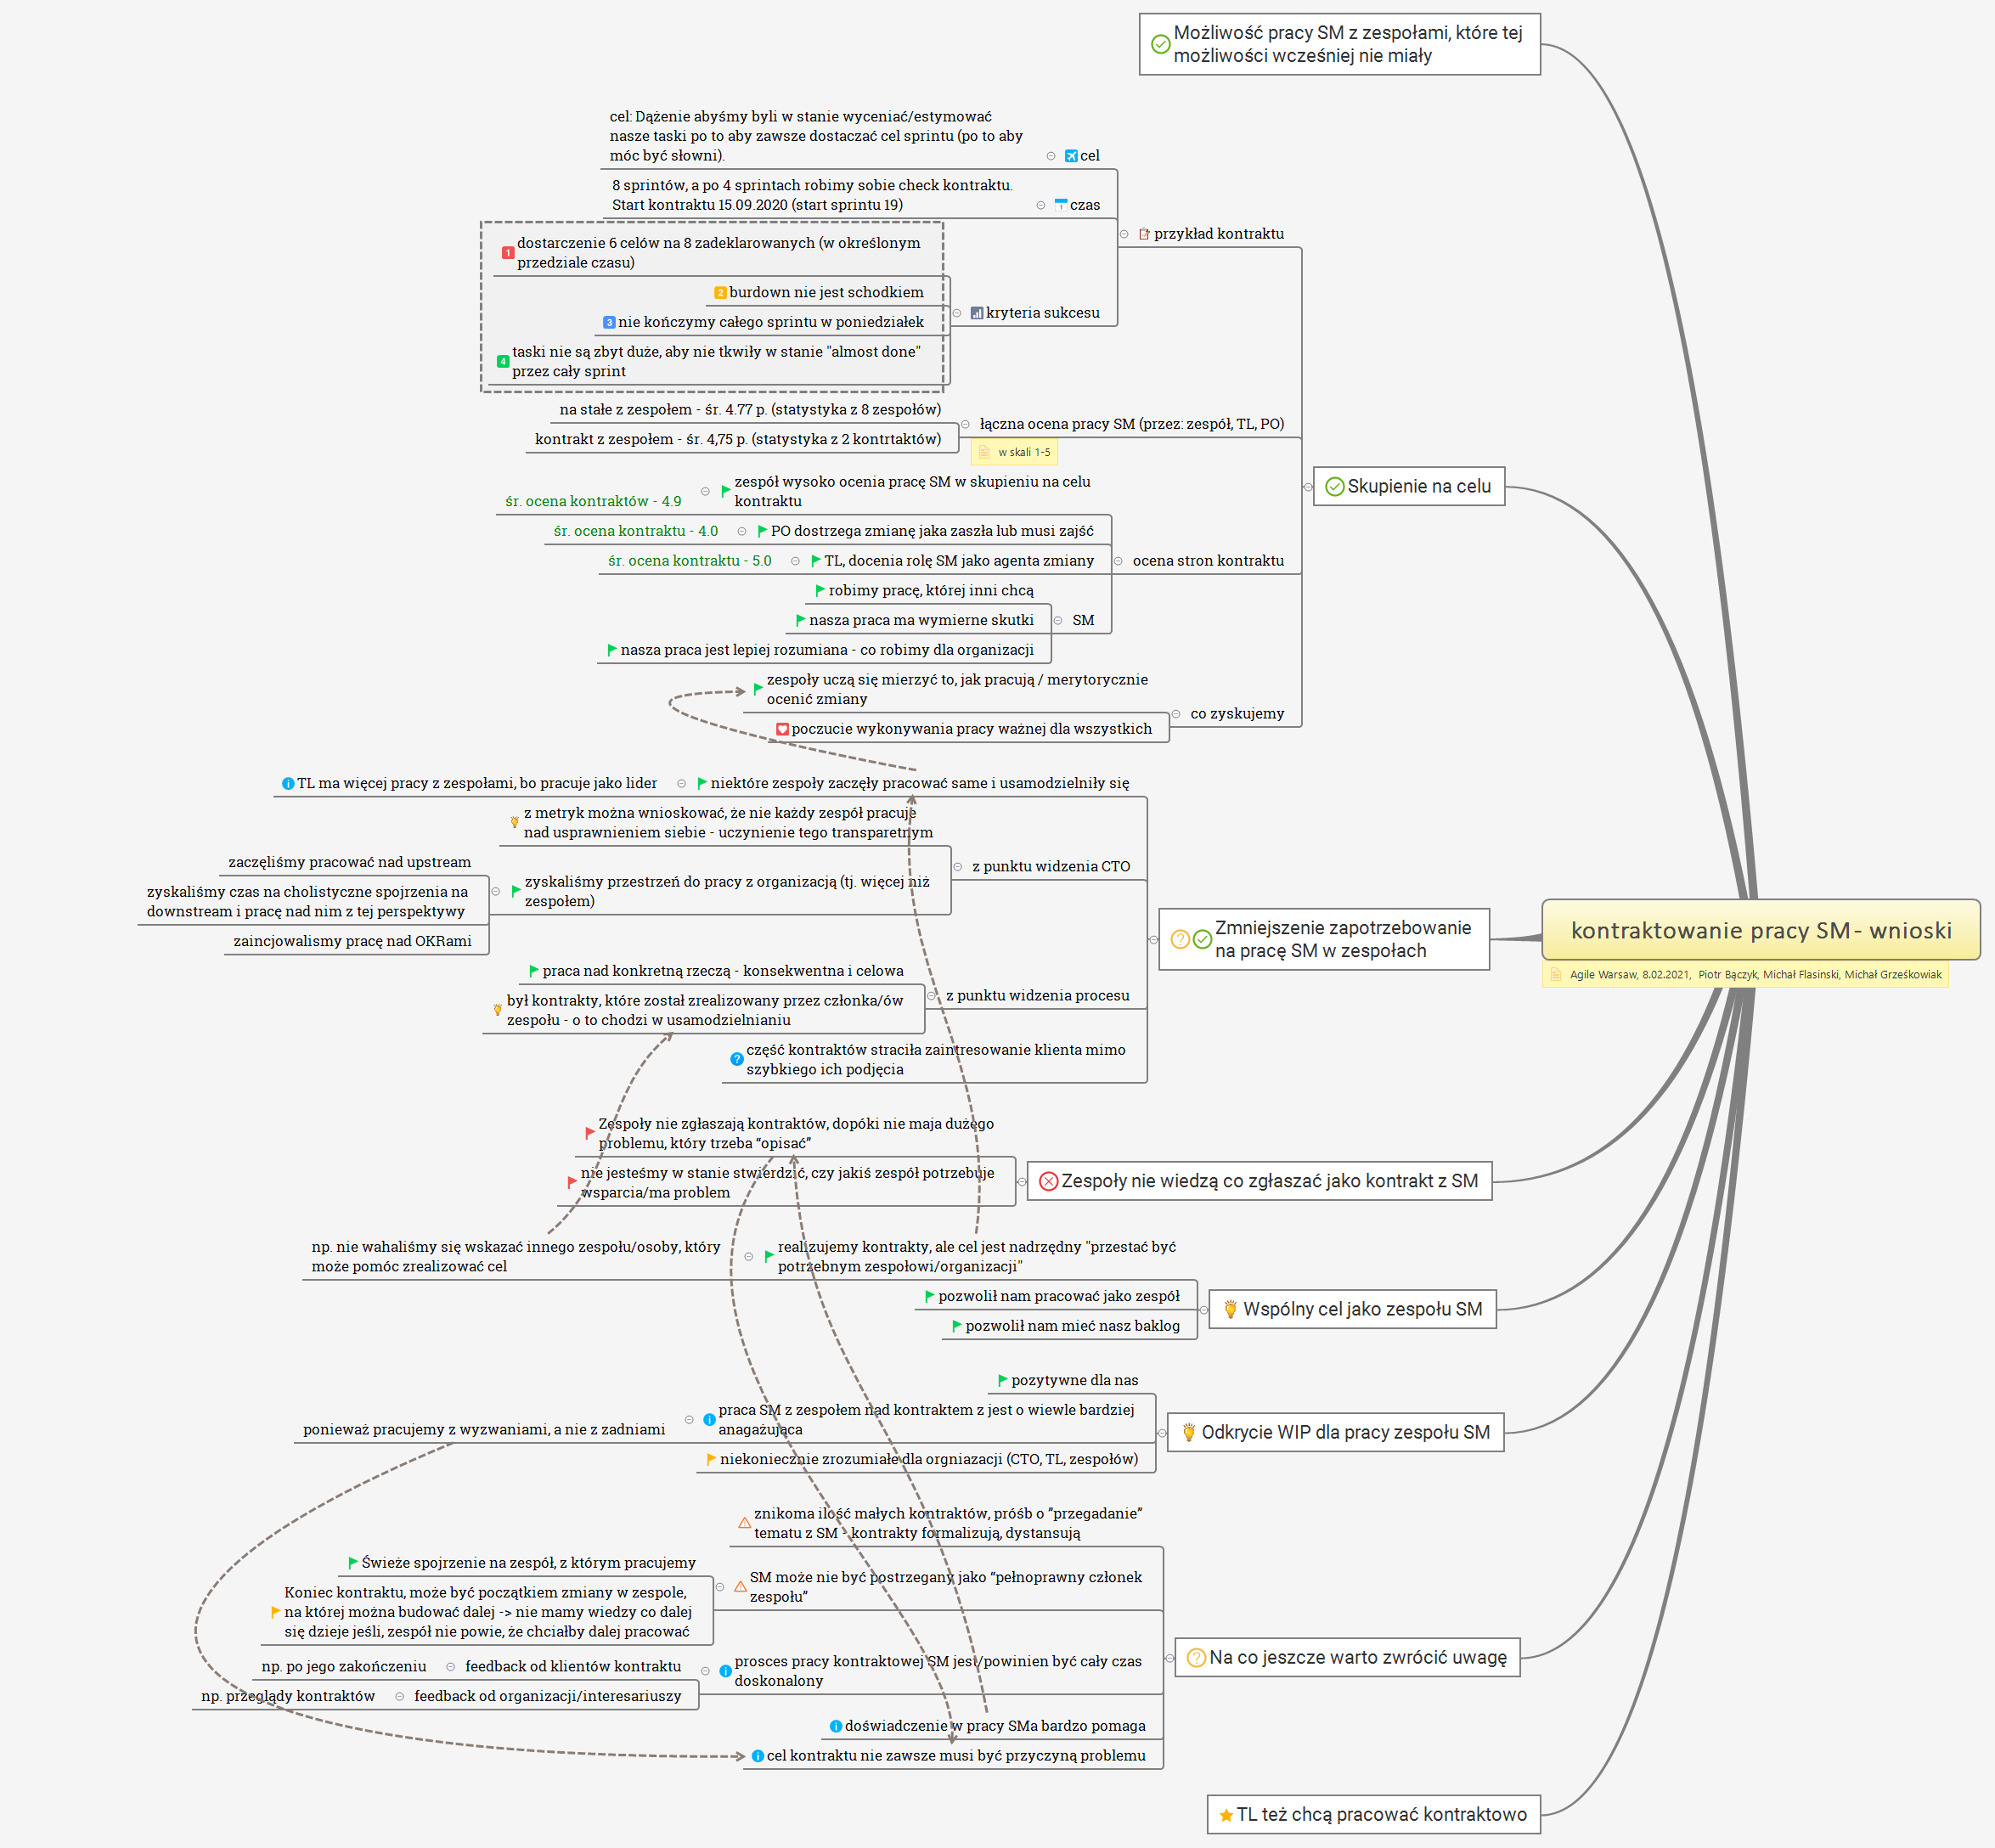 Możliwość pracy SM z zespołami, które tej
możliwości wcześniej nie miały
cel: Dążenie abyśmy byli w stanie wyceniać/estymować
nasze taski po to aby zawsze dostaczać cel sprintu (po to aby
móc być słowni).
cel
8 sprintów, a po 4 sprintach robimy sobie check kontraktu.
Start kontraktu 15.09.2020 (start sprintu 19)
czas
przykład kontraktu
1
dostarczenie 6 celów na 8 zadeklarowanych (w określonym
przedziale czasu)
2
burdown nie jest schodkiem
kryteria sukcesu
3
nie kończymy całego sprintu w poniedziałek
4
taski nie są zbyt duże, aby nie tkwiły w stanie "almost done"
przez cały sprint
na stałe z zespołem - śr. 4.77 p. (statystyka z 8 zespołów)
łączna ocena pracy SM (przez: zespół, TL, PO)
kontrakt z zespołem - śr. 4,75 p. (statystyka z 2 kontrtaktów)
w skali 1-5
Skupienie na celu
zespół wysoko ocenia pracę SM w skupieniu na celu
kontraktu
śr. ocena kontraktów - 4.9
śr. ocena kontraktu - 4.0
PO dostrzega zmianę jaka zaszła lub musi zajść
śr. ocena kontraktu - 5.0
TL, docenia rolę SM jako agenta zmiany
ocena stron kontraktu
robimy pracę, której inni chcą
nasza praca ma wymierne skutki
SM
nasza praca jest lepiej rozumiana - co robimy dla organizacji
zespoły uczą się mierzyć to, jak pracują / merytorycznie
ocenić zmiany
co zyskujemy
poczucie wykonywania pracy ważnej dla wszystkich
TL ma więcej pracy z zespołami, bo pracuje jako lider
niektóre zespoły zaczęły pracować same i usamodzielniły się
z metryk można wnioskować, że nie każdy zespół pracuje
nad usprawnieniem siebie - uczynienie tego transparetnym
z punktu widzenia CTO
zaczęliśmy pracować nad upstream
zyskaliśmy czas na cholistyczne spojrzenia na
downstream i pracę nad nim z tej perspektywy
zaincjowalismy pracę nad OKRami
zyskaliśmy przestrzeń do pracy z organizacją (tj. więcej niż
zespołem)
Zmniejszenie zapotrzebowanie
na pracę SM w zespołach
kontraktowanie pracy SM - wnioski
Agile Warsaw, 8.02.2021, Piotr Bączyk, Michał Flasinski, Michał Grześkowiak
praca nad konkretną rzeczą - konsekwentna i celowa
z punktu widzenia procesu
był kontrakty, które został zrealizowany przez członka/ów
zespołu - o to chodzi w usamodzielnianiu
część kontraktów straciła zaintresowanie klienta mimo
szybkiego ich podjęcia
Zespoły nie zgłaszają kontraktów, dopóki nie maja dużego
problemu, który trzeba “opisać”
nie jesteśmy w stanie stwierdzić, czy jakiś zespół potrzebuje
wsparcia/ma problem
Zespoły nie wiedzą co zgłaszać jako kontrakt z SM
np. nie wahaliśmy się wskazać innego zespołu/osoby, który
może pomóc zrealizować cel
realizujemy kontrakty, ale cel jest nadrzędny "przestać być
potrzebnym zespołowi/organizacji"
pozwolił nam pracować jako zespół
Wspólny cel jako zespołu SM
pozwolił nam mieć nasz baklog
pozytywne dla nas
ponieważ pracujemy z wyzwaniami, a nie z zadniami
praca SM z zespołem nad kontraktem z jest o wiewle bardziej
anagażująca
Odkrycie WIP dla pracy zespołu SM
niekoniecznie zrozumiałe dla orgniazacji (CTO, TL, zespołów)
znikoma ilość małych kontraktów, próśb o ”przegadanie”
tematu z SM - kontrakty formalizują, dystansują
Świeże spojrzenie na zespół, z którym pracujemy
SM może nie być postrzegany jako “pełnoprawny członek
zespołu”
Koniec kontraktu, może być początkiem zmiany w zespole,
na której można budować dalej -> nie mamy wiedzy co dalej
się dzieje jeśli, zespół nie powie, że chciałby dalej pracować
Na co jeszcze warto zwrócić uwagę
np. po jego zakończeniu
feedback od klientów kontraktu
prosces pracy kontraktowej SM jest/powinien być cały czas
doskonalony
np. przeglądy kontraktów
feedback od organizacji/interesariuszy
doświadczenie w pracy SMa bardzo pomaga
cel kontraktu nie zawsze musi być przyczyną problemu
TL też chcą pracować kontraktowo